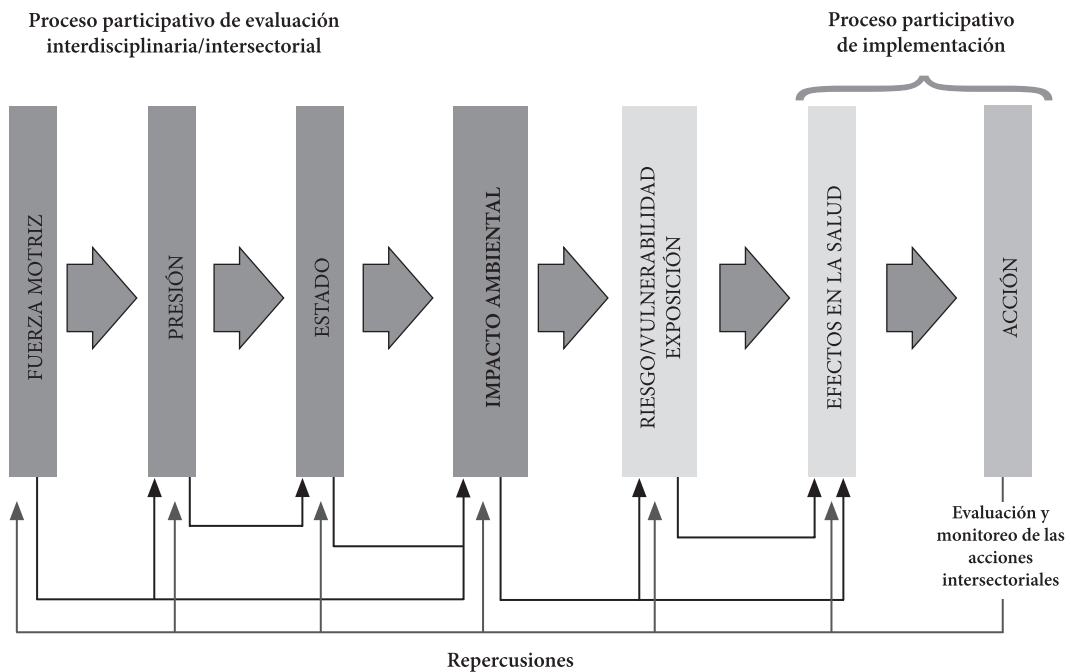 Proceso participativo de evaluación
interdisciplinaria/intersectorial
Proceso participativo
de implementación
FUERZA MOTRIZ
PRESIÓN
ESTADO
IMPACTO AMBIENTAL
RIESGO/VULNERABILIDAD
EXPOSICIÓN
EFECTOS EN LA SALUD
ACCIÓN
Evaluación y
monitoreo de las
acciones
intersectoriales
Repercusiones